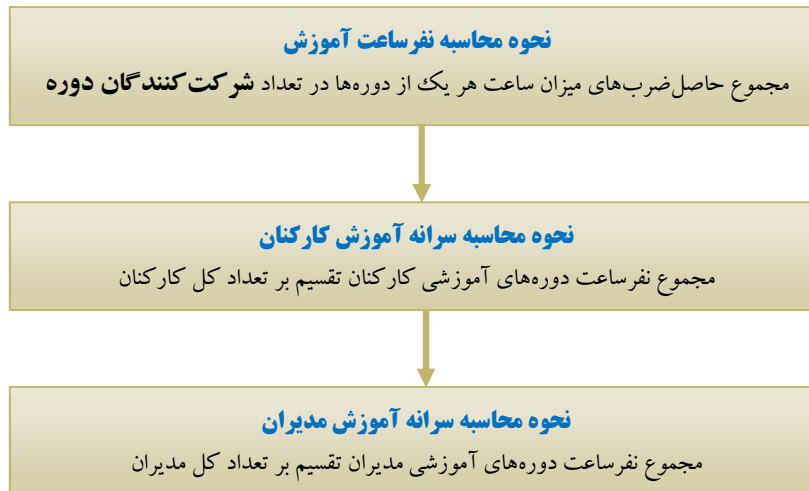 نحوه محاسبه نفرساعت آموزش
مجموع حاصل‌ضرب‌های میزان ساعت هر یک از دوره‌ها در تعداد شرکت‌کنندگان دوره
نحوه محاسبه سرانه آموزش کارکنان
مجموع نفرساعت دوره‌های آموزشی کارکنان تقسیم بر تعداد کل کارکنان
نحوه محاسبه سرانه آموزش مدیران
مجموع نفرساعت دوره‌های آموزشی مدیران تقسیم بر تعداد کل مدیران